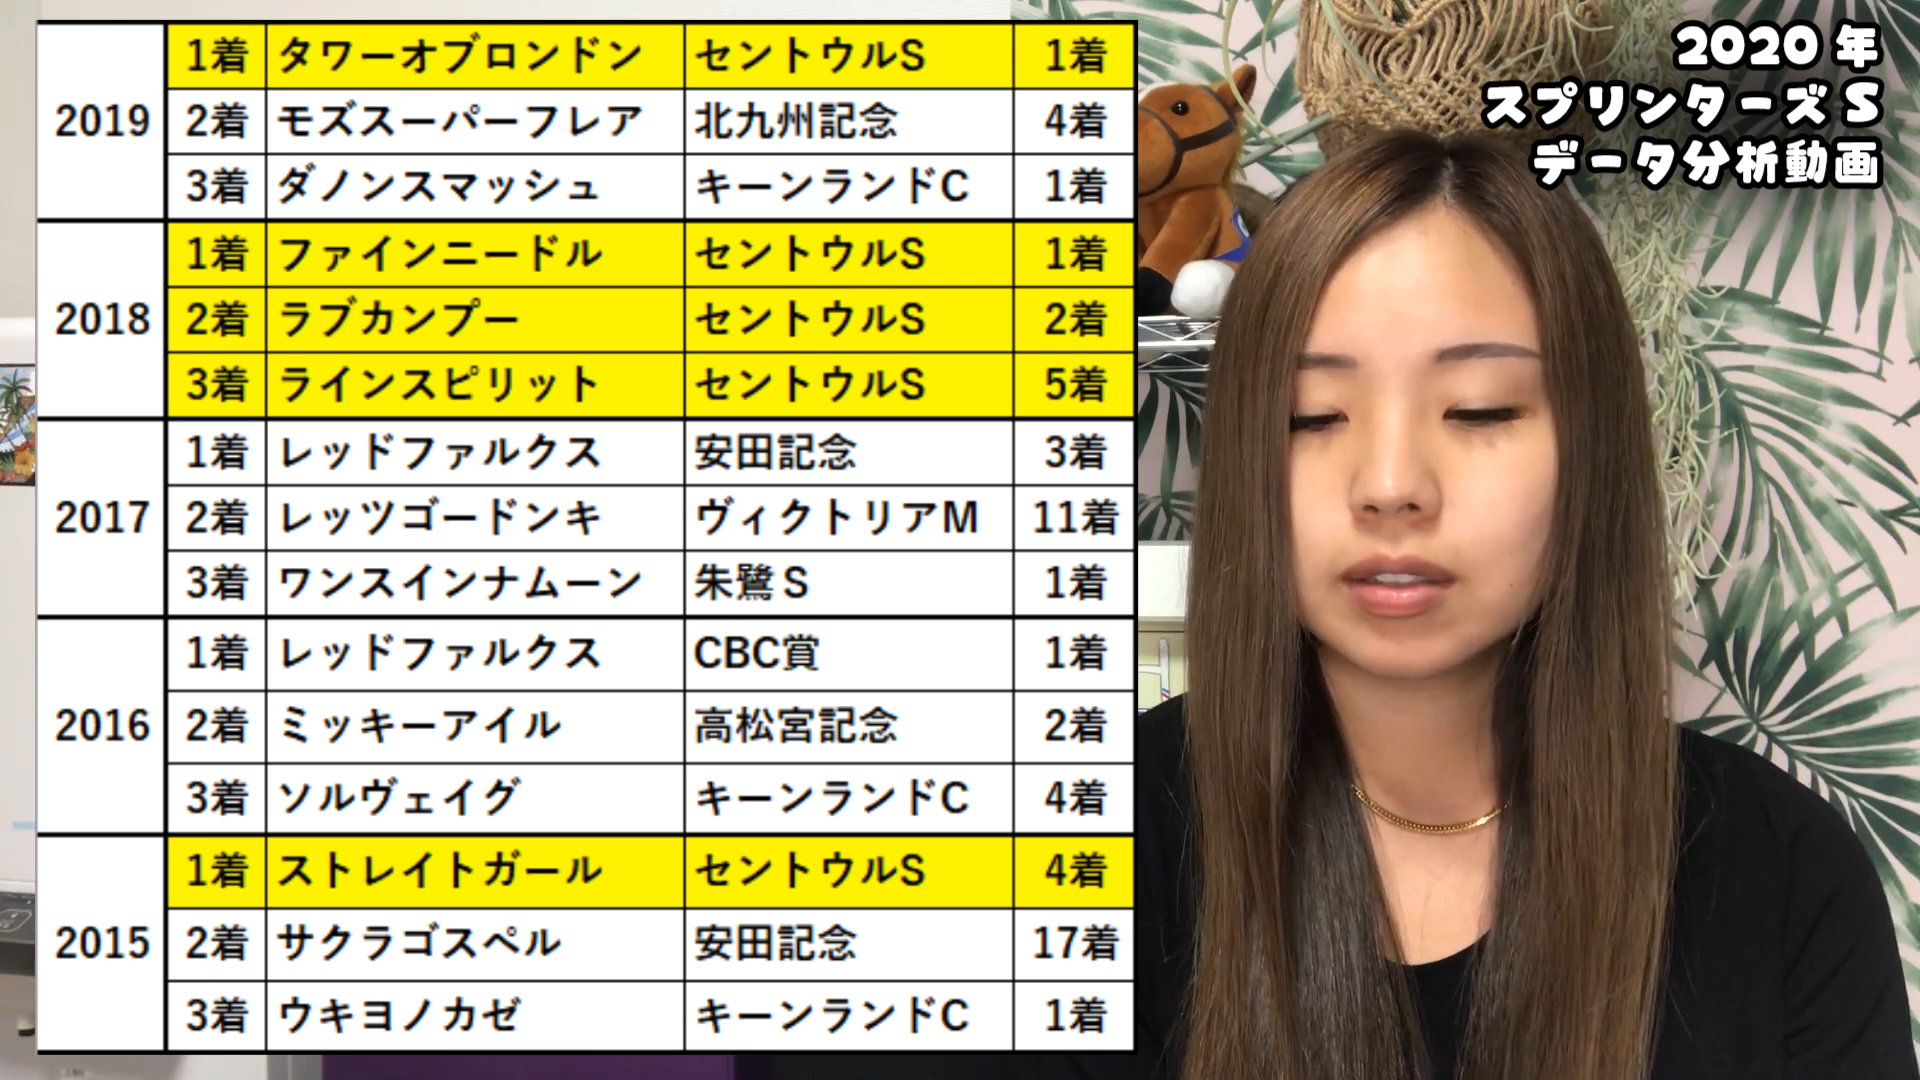 2019
1着 タワーオブロンドン セントウルS 1着
2着 モズスーパーフレア 北九州記念 4着
3着 ダノンスマッシュ キーンランドC 1着
2018
1着 ファインニードル セントウルS 1着
2着 ラブカンプー セントウルS 2着
3着 ラインスピリット セントウルS 5着
2017
1着 レッドファルクス 安田記念 3着
2着 レッツゴードンキ ヴィクトリアM 11着
3着 ワンスインナムーン 朱鷺S 1着
2016
1着 レッドファルクス CBC賞 1着
2着 ミッキーアイル 高松宮記念 2着
3着 ソルヴェイグ キーンランドC 4着
2015
1着 ストレイトガール セントウルS 4着
2着 サクラゴスペル 安田記念 17着
3着 ウキヨノカゼ キーンランドC 1着
2020年
スプリンターズS
データ分析動画